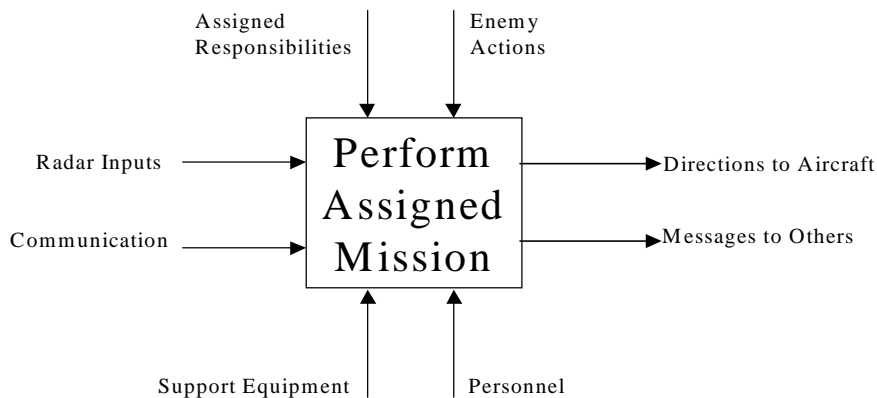 Assigned
Responsibilities
Enemy
Actions
Radar Inputs
Communication
Perform
Assigned
Mission
Directions to Aircraft
Messages to Others
Support Equipment
Personnel